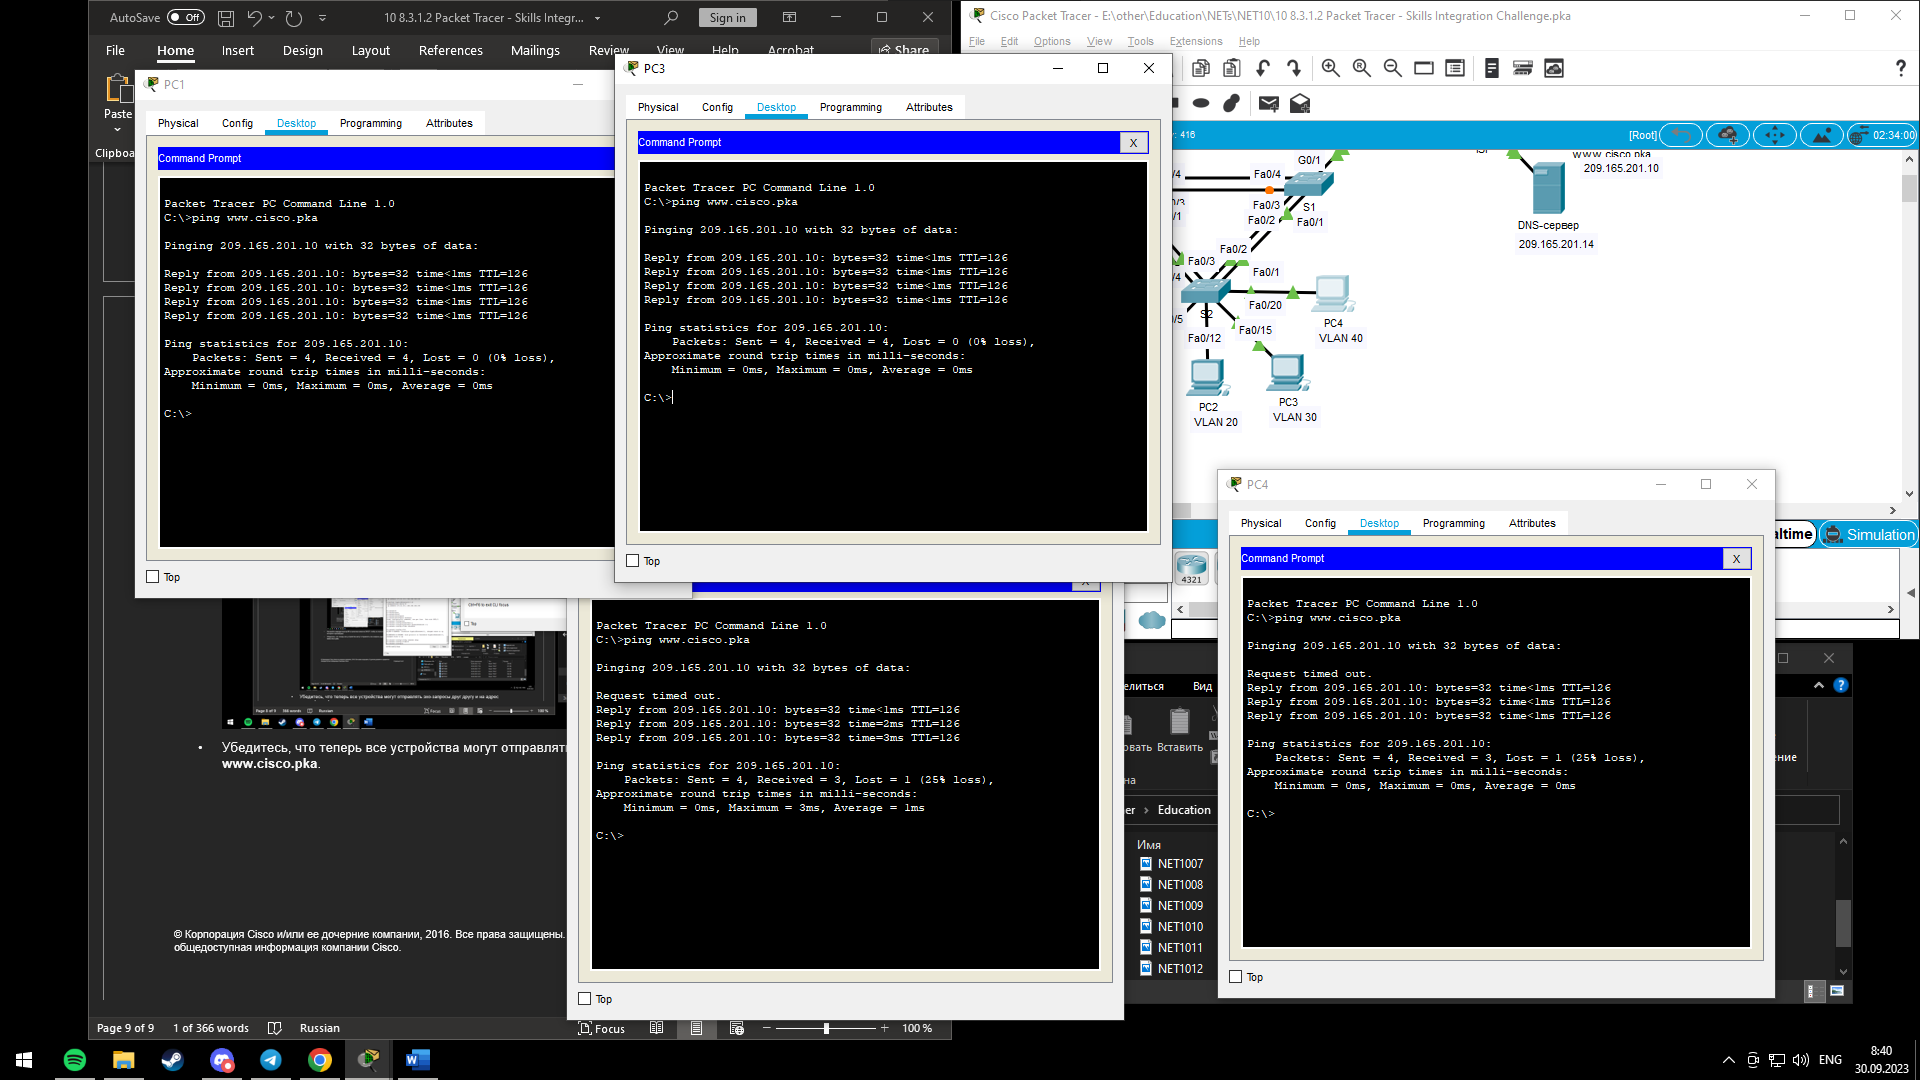 AutoSave
Off
10 8.3.1.2 Packet Tracer - Skills Integr...
Sign in
File
Home
Insert
Design
Layout
References
Mailings
Review
View
Help
Acrobat
Share
Paste
Clipboa
PC1
Physical
Config
Desktop
Programming
Attributes
Command Prompt
Packet Tracer PC Command Line 1.0
C:\>ping www.cisco.pka
Pinging 209.165.201.10 with 32 bytes of data:
Reply from 209.165.201.10: bytes=32 time<1ms TTL=126
Reply from 209.165.201.10: bytes=32 time<1ms TTL=126
Reply from 209.165.201.10: bytes=32 time<1ms TTL=126
Reply from 209.165.201.10: bytes=32 time<1ms TTL=126
Ping statistics for 209.165.201.10:
Packets: Sent = 4, Received = 4, Lost = 0 (0% loss),
Approximate round trip times in milli-seconds:
Minimum = 0ms, Maximum = 0ms, Average = 0ms
C:\>
Top
PC3
Physical
Config
Desktop
Programming
Attributes
Command Prompt
X
Packet Tracer PC Command Line 1.0
C:\>ping www.cisco.pka
Pinging 209.165.201.10 with 32 bytes of data:
Reply from 209.165.201.10: bytes=32 time<1ms TTL=126
Reply from 209.165.201.10: bytes=32 time<1ms TTL=126
Reply from 209.165.201.10: bytes=32 time<1ms TTL=126
Reply from 209.165.201.10: bytes=32 time<1ms TTL=126
Ping statistics for 209.165.201.10:
Packets: Sent = 4, Received = 4, Lost = 0 (0% loss),
Approximate round trip times in milli-seconds:
Minimum = 0ms, Maximum = 0ms, Average = 0ms
C:\>
Top
Packet Tracer PC Command Line 1.0
C:\>ping www.cisco.pka
Pinging 209.165.201.10 with 32 bytes of data:
Request timed out.
Reply from 209.165.201.10: bytes=32 time<1ms TTL=126
Reply from 209.165.201.10: bytes=32 time=2ms TTL=126
Reply from 209.165.201.10: bytes=32 time=3ms TTL=126
Ping statistics for 209.165.201.10:
Packets: Sent = 4, Received = 3, Lost = 1 (25% loss),
Approximate round trip times in milli-seconds:
Minimum = 0ms, Maximum = 3ms, Average = 1ms
C:\>
Top
• Убедитесь, что теперь все устройства могут отправлять
www.cisco.pka.
© Корпорация Cisco и/или ее дочерние компании, 2016. Все права защищены.
общедоступная информация компании Cisco.
Page 9 of 9
1 of 366 words
Russian
Focus
100 %
Cisco Packet Tracer - E:\other\Education\NETs\NET10\10 8.3.1.2 Packet Tracer - Skills Integration Challenge.pka
File
Edit
Options
View
Tools
Extensions
Help
?
: 416
[Root]
02:34:00
www.cisco.pka
209.165.201.10
DNS-сервер
209.165.201.14
G0/1
/4
Fa0/4
/1
Fa0/3
S1
Fa0/2
Fa0/1
Fa0/2
Fa0/3
Fa0/1
/4
Fa0/20
S2
/5
Fa0/15
Fa0/12
PC4
VLAN 40
PC2
VLAN 20
PC3
VLAN 30
altime
Simulation
4321
PC4
Physical
Config
Desktop
Programming
Attributes
Command Prompt
X
Packet Tracer PC Command Line 1.0
C:\>ping www.cisco.pka
Pinging 209.165.201.10 with 32 bytes of data:
Request timed out.
Reply from 209.165.201.10: bytes=32 time<1ms TTL=126
Reply from 209.165.201.10: bytes=32 time<1ms TTL=126
Reply from 209.165.201.10: bytes=32 time<1ms TTL=126
Ping statistics for 209.165.201.10:
Packets: Sent = 4, Received = 3, Lost = 1 (25% loss),
Approximate round trip times in milli-seconds:
Minimum = 0ms, Maximum = 0ms, Average = 0ms
C:\>
Top
елиться
Вид
овать
Вставить
на
ение
er > Education
Имя
NET1007
NET1008
NET1009
NET1010
NET1011
NET1012
ENG
8:40
30.09.2023